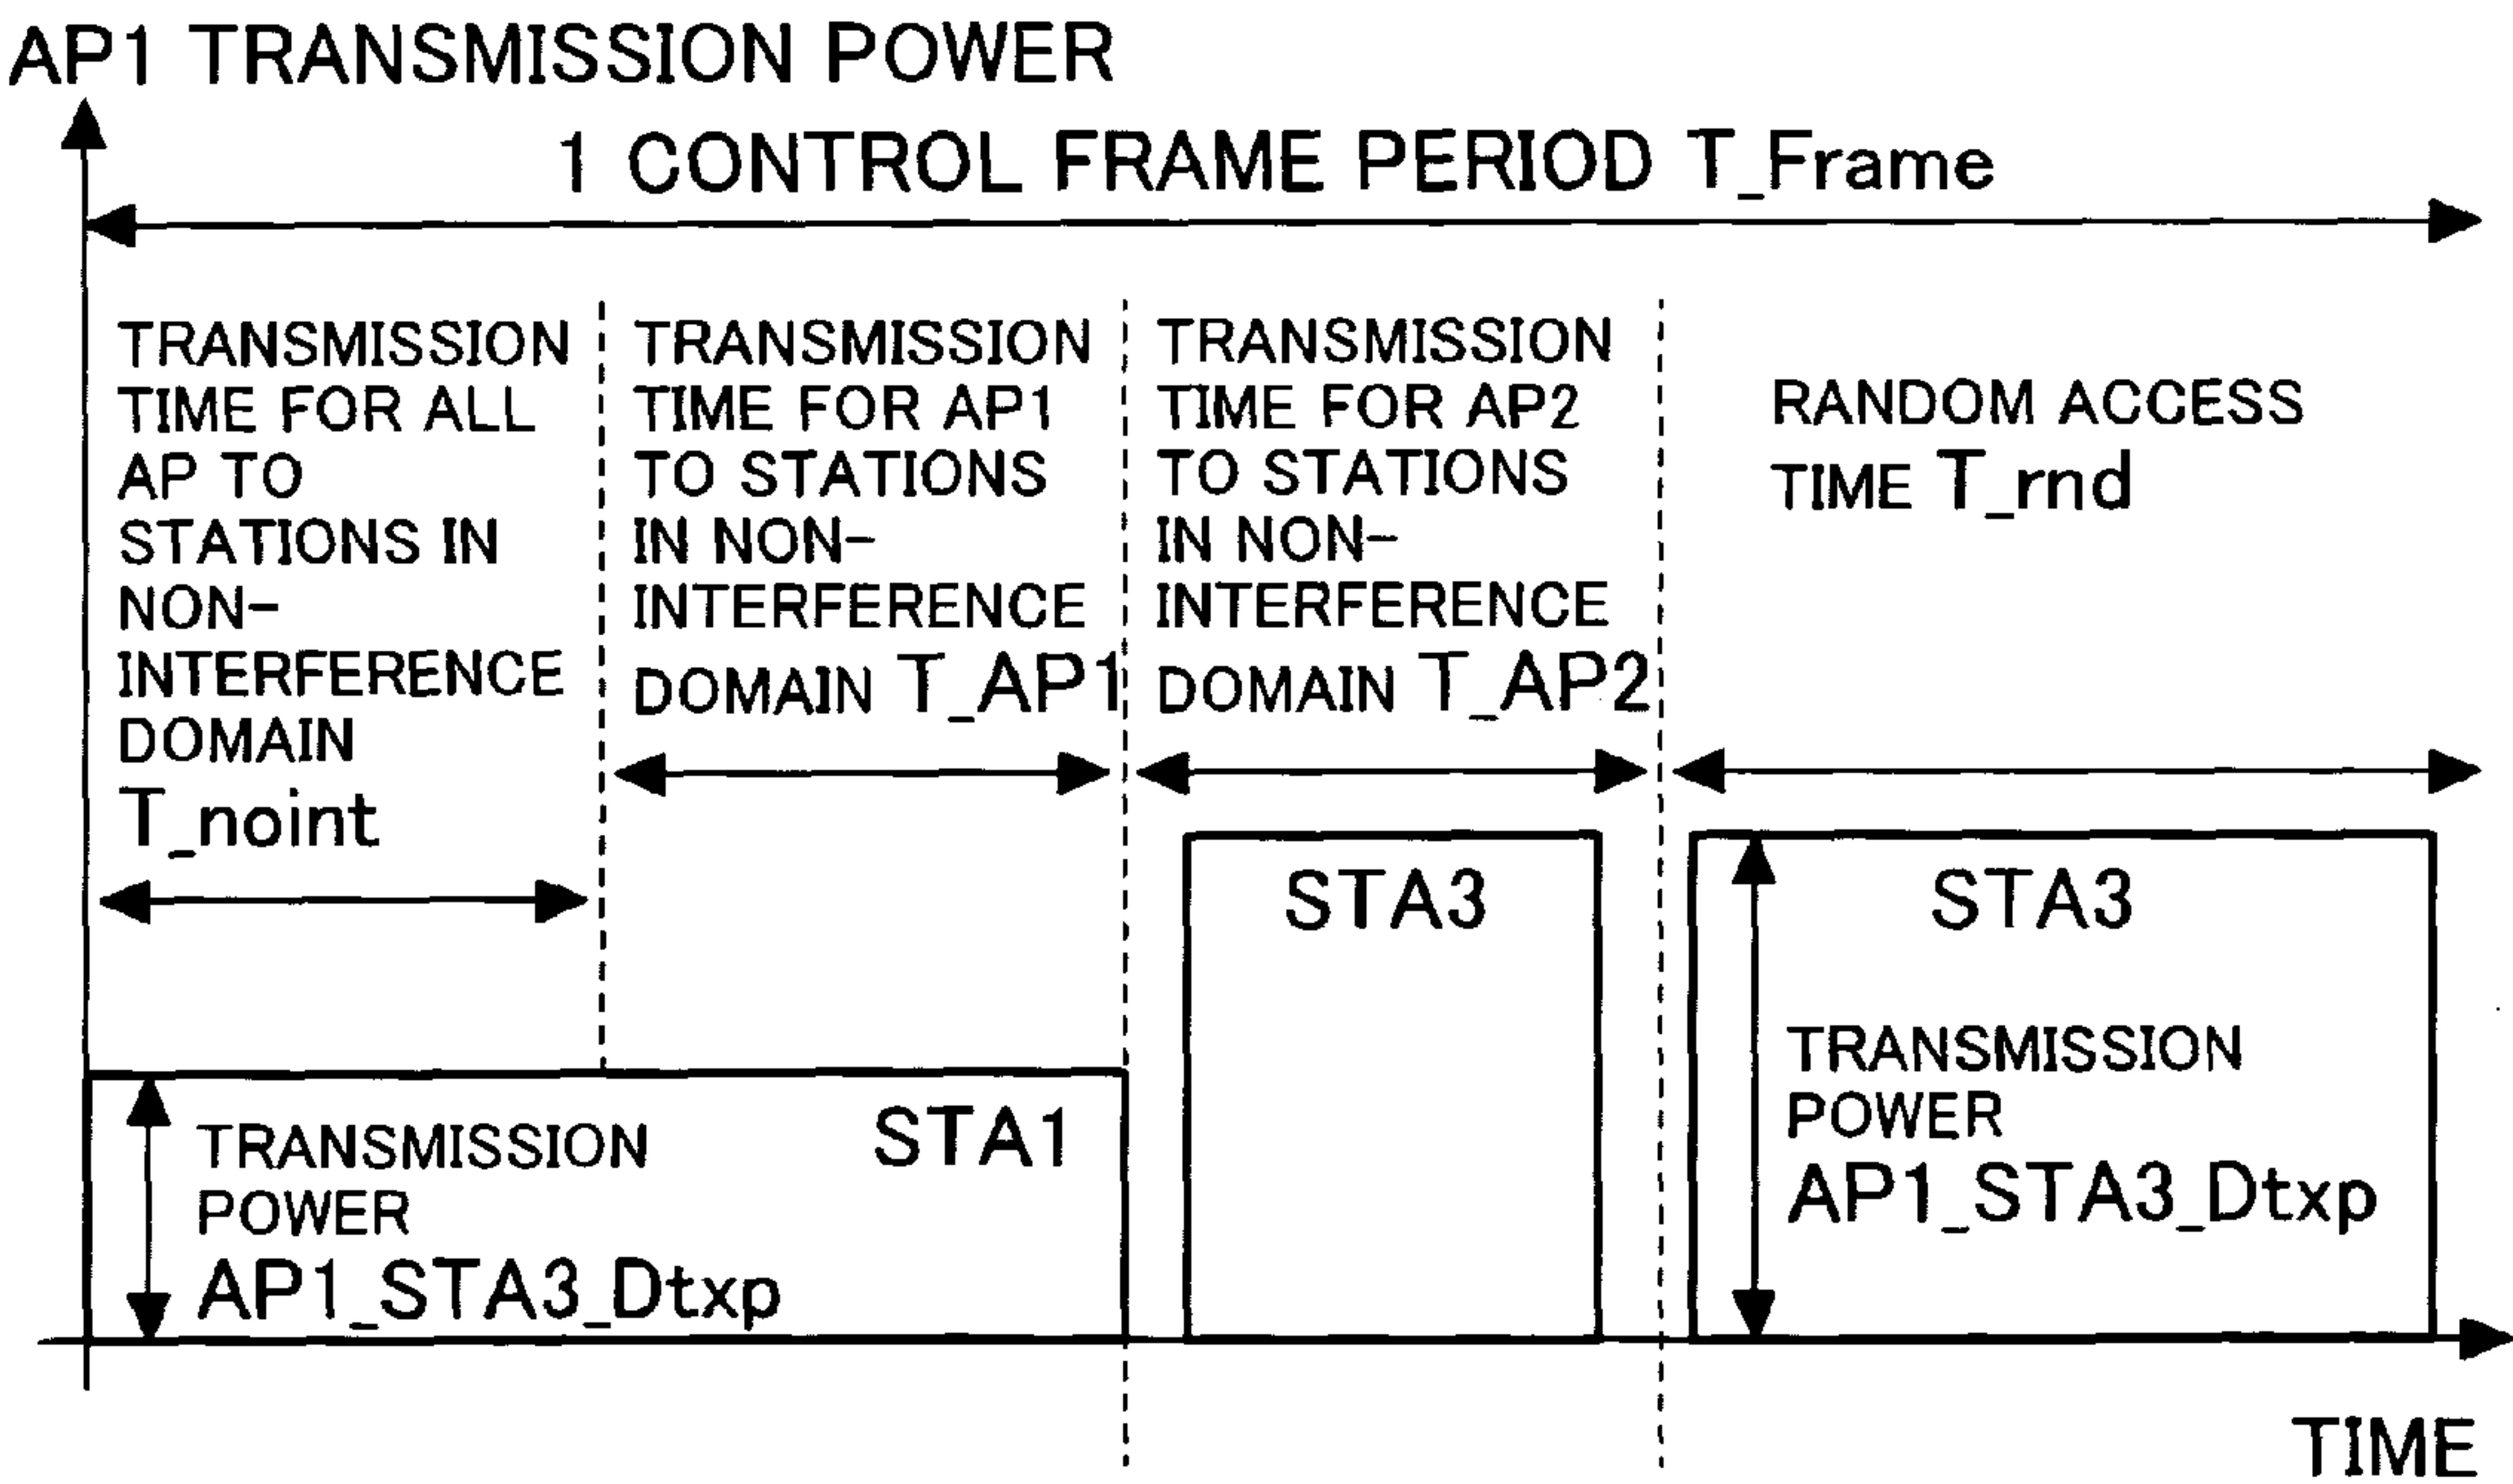 AP1 TRANSMISSION POWER
1 CONTROL FRAME PERIOD T_Frame
TRANSMISSION
TIME FOR ALL
AP TO
STATIONS IN
NON-
INTERFERENCE
DOMAIN
T_noint
TRANSMISSION
TIME FOR AP1
TO STATIONS
IN NON-
INTERFERENCE
DOMAIN T_AP1
TRANSMISSION
TIME FOR AP2
TO STATIONS
IN NON-
INTERFERENCE
DOMAIN T_AP2
RANDOM ACCESS
TIME T_rnd
STA1
TRANSMISSION
POWER
AP1_STA3_Dtxp
STA3
STA3
TRANSMISSION
POWER
AP1_STA3_Dtxp
TIME